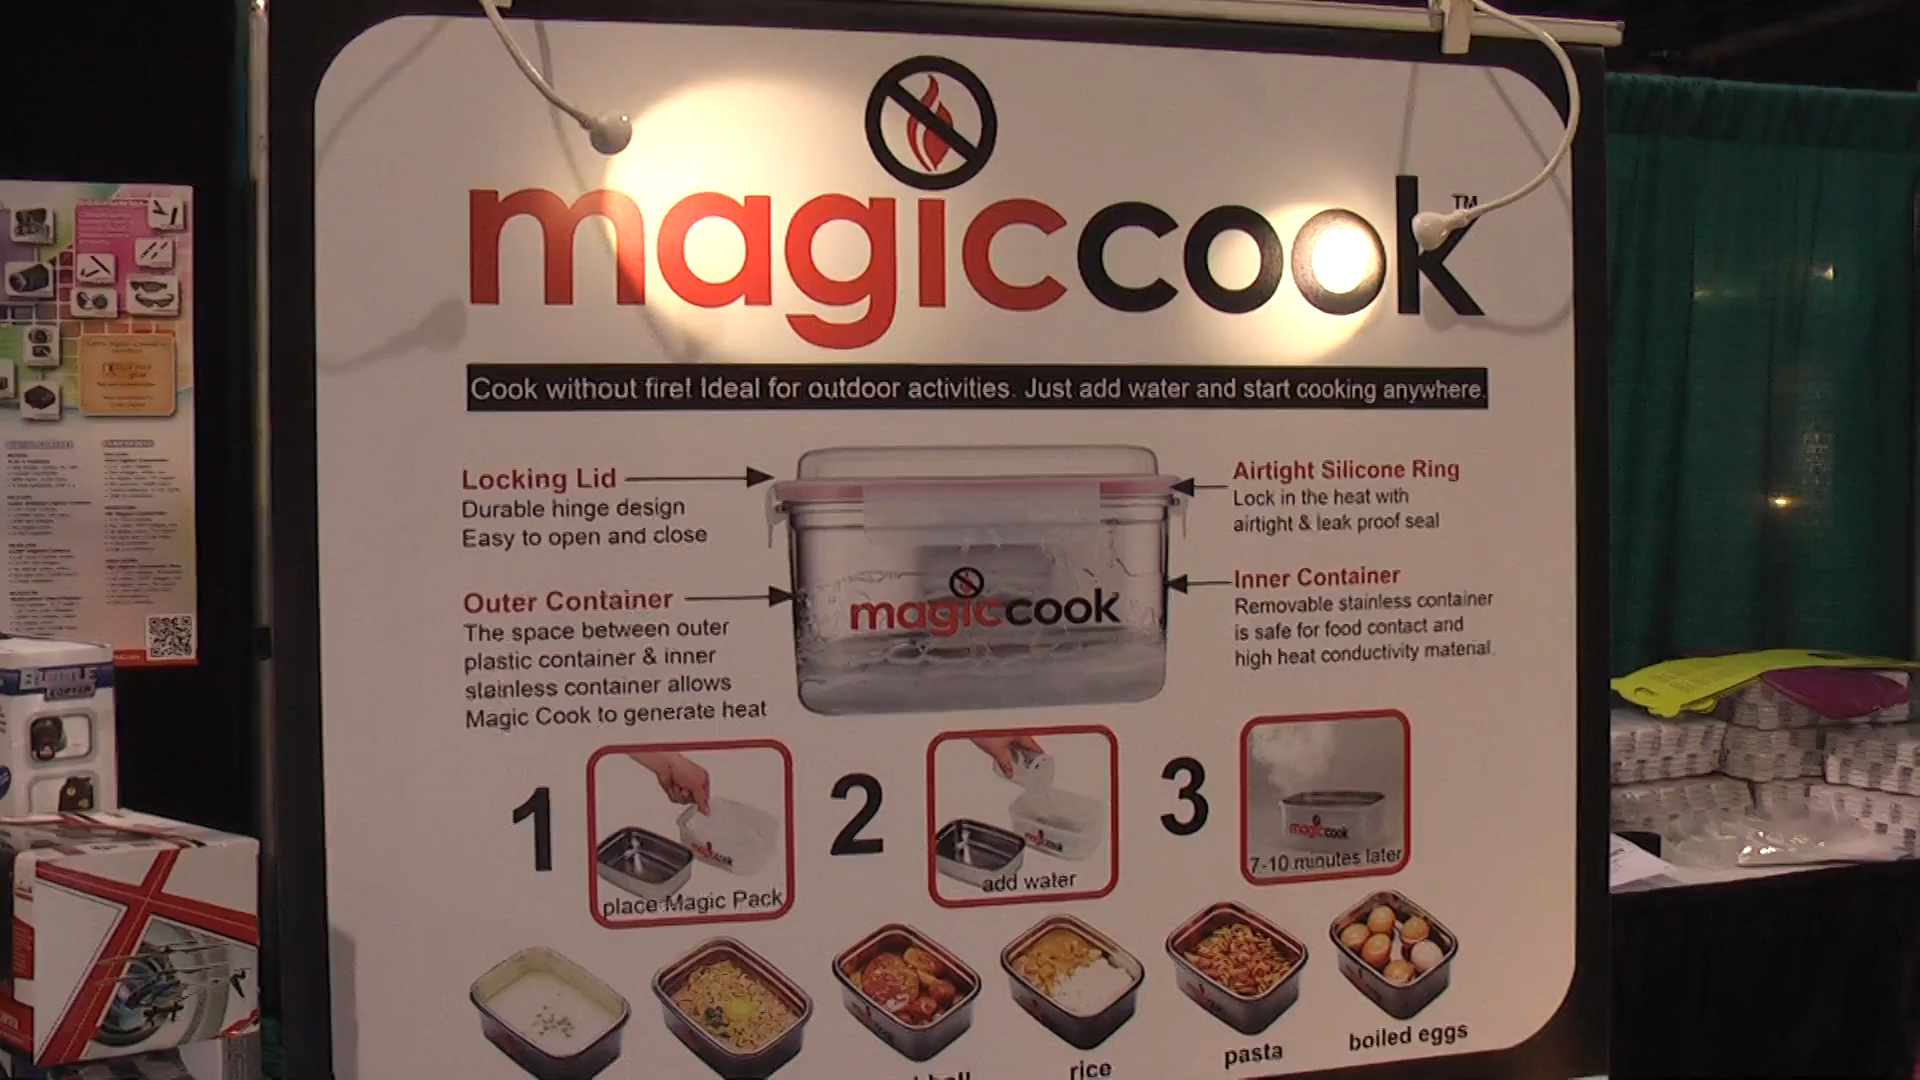 magiccook™
Cook without fire! Ideal for outdoor activities. Just add water and start cooking anywhere.
Locking Lid
Durable hinge design
Easy to open and close
Airtight Silicone Ring
Lock in the heat with
airtight & leak proof seal
Outer Container
The space between outer
plastic container & inner
stainless container allows
Magic Cook to generate heat
Inner Container
Removable stainless container
is safe for food contact and
high heat conductivity material.
magiccook
1
place Magic Pack
2
add water
3
magiccook
7-10 minutes later
rice
pasta
boiled eggs